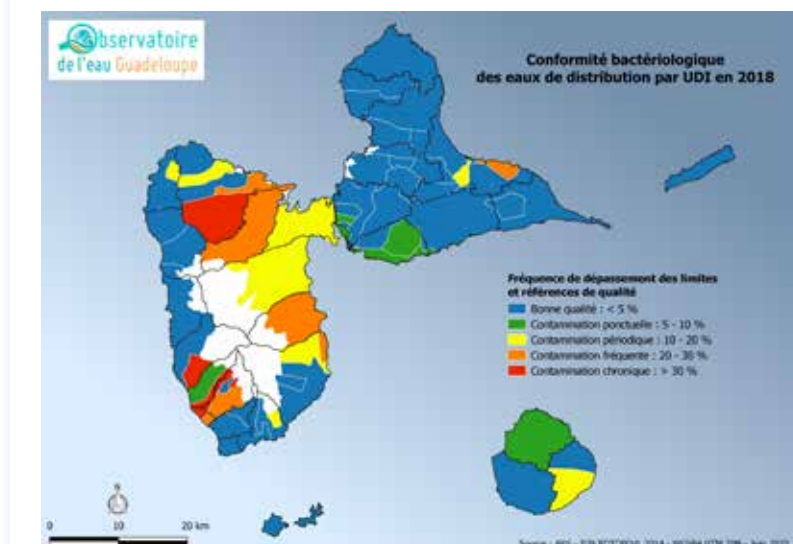 Observatoire
de l'eau Guadeloupe
Conformité bactériologique
des eaux de distribution par UDI en 2018
Fréquence de dépassement des limites
et références de qualité
Bonne qualité : < 5 %
Contamination ponctuelle : 5 - 10 %
Contamination périodique : 10 - 20 %
Contamination fréquente : 20 - 30 %
Contamination chronique : > 30 %
N
0 10 20 km
Source : ARS